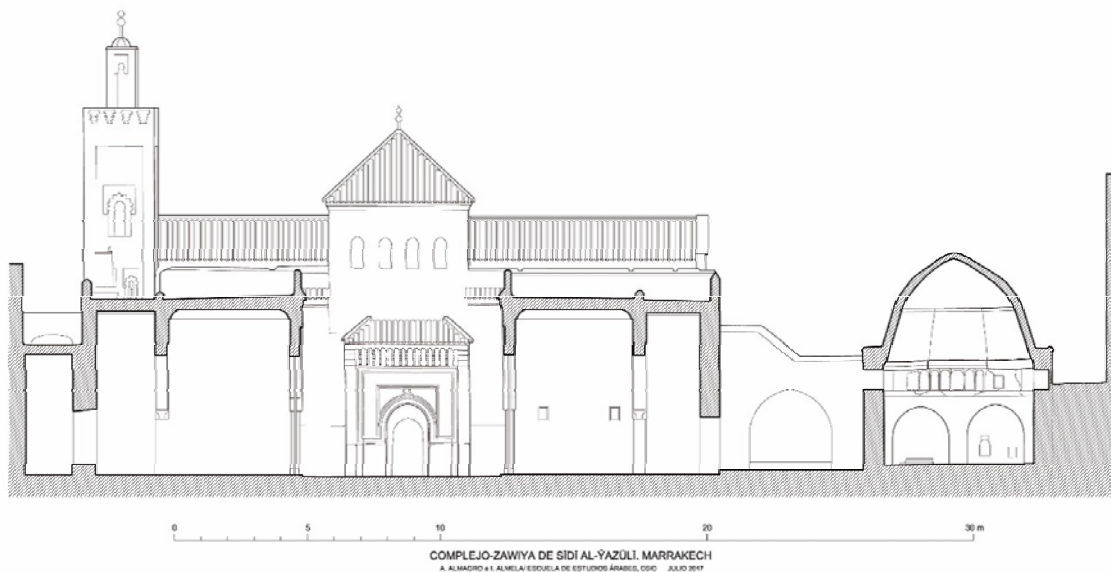 0 5 10 20 30 m
COMPLEJO-ZAWIYA DE SĪDĪ AL-ŶAZŪLĪ. MARRAKECH
A. ALMAGRO e I. ALMELA/ ESCUELA DE ESTUDIOS ÁRABES, CSIC JULIO 2017